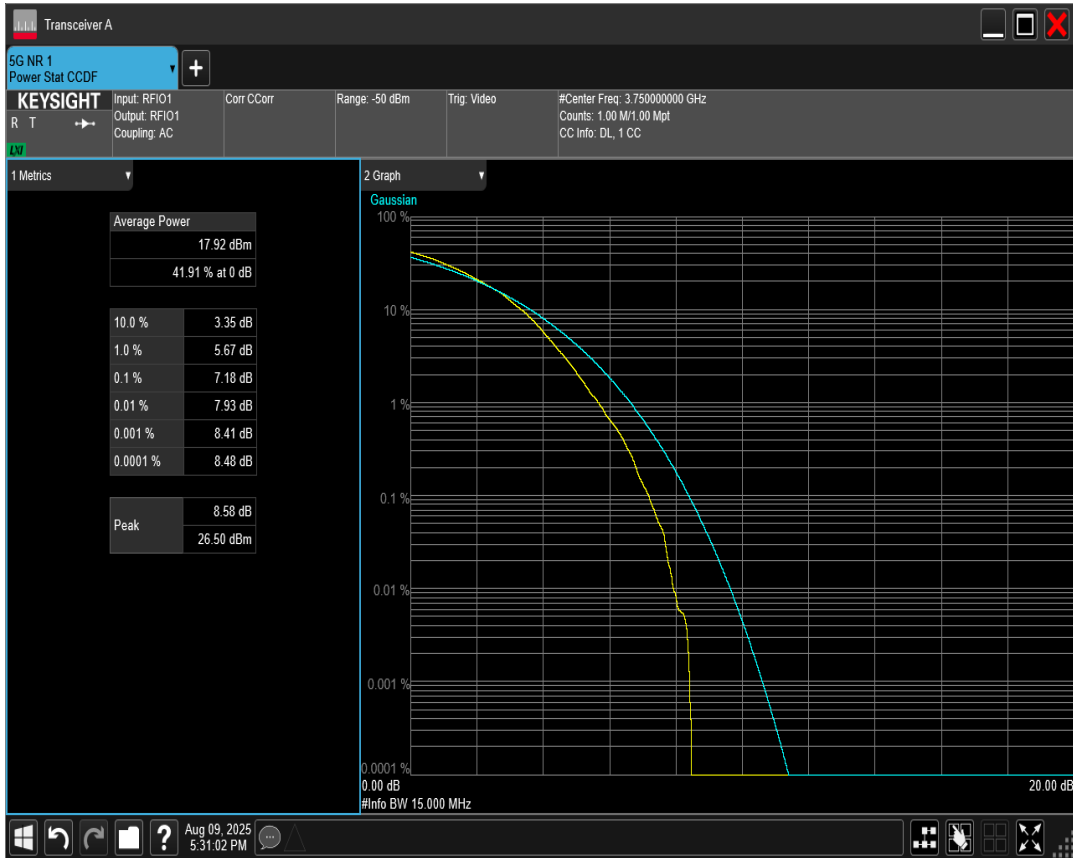 Transceiver A
5G NR 1
Power Stat CCDF
KEYSIGHT
R T
LXI
Input: RFIO1
Output: RFIO1
Coupling: AC
Corr CCorr
Range: -50 dBm
Trig: Video
#Center Freq: 3.750000000 GHz
Counts: 1.00 M/1.00 Mpt
CC Info: DL, 1 CC
1 Metrics
Average Power
17.92 dBm
41.91 % at 0 dB
10.0 % 3.35 dB
1.0 % 5.67 dB
0.1 % 7.18 dB
0.01 % 7.93 dB
0.001 % 8.41 dB
0.0001 % 8.48 dB
Peak
8.58 dB
26.50 dBm
2 Graph
Gaussian
100 %
10 %
1 %
0.1 %
0.01 %
0.001 %
0.0001 %
0.00 dB
20.00 dB
#Info BW 15.000 MHz
?
Aug 09, 2025
5:31:02 PM